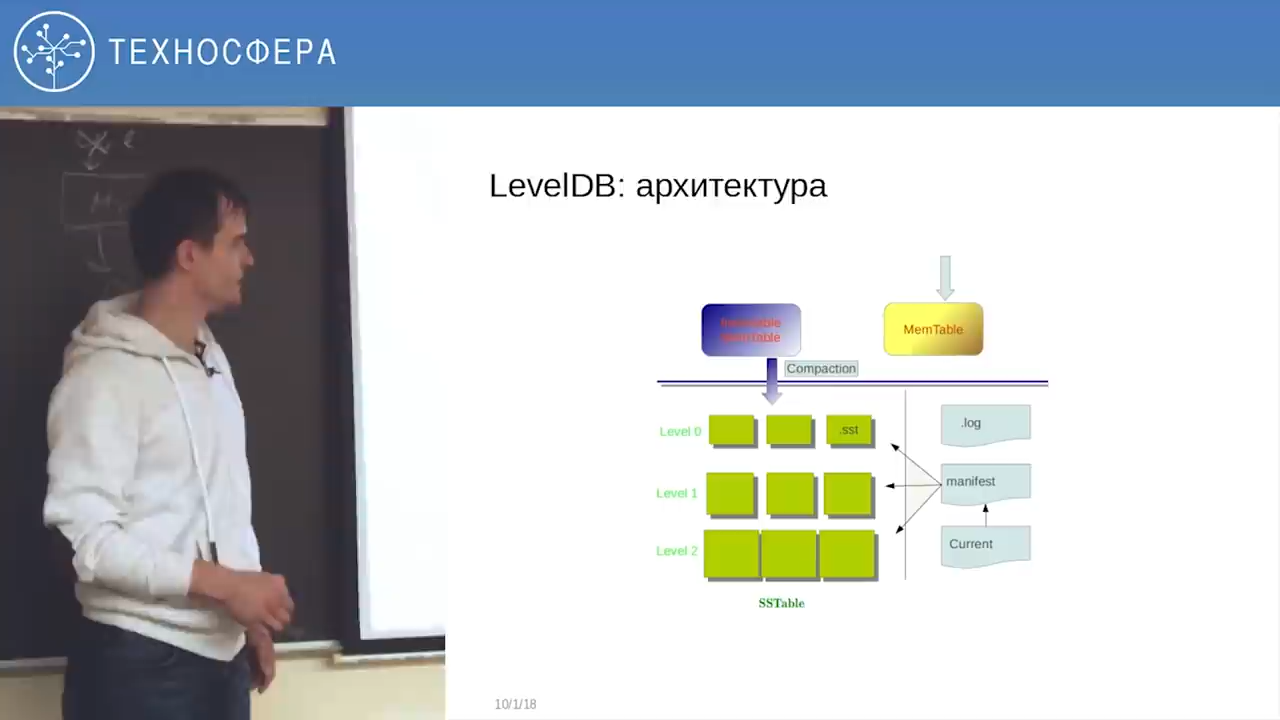 ТЕХНОСФЕРА
LevelDB: архитектура
MemTable
MemTable
Compaction
Level 0
.sst
.log
Level 1
manifest
Level 2
Current
SSTable
10/1/18